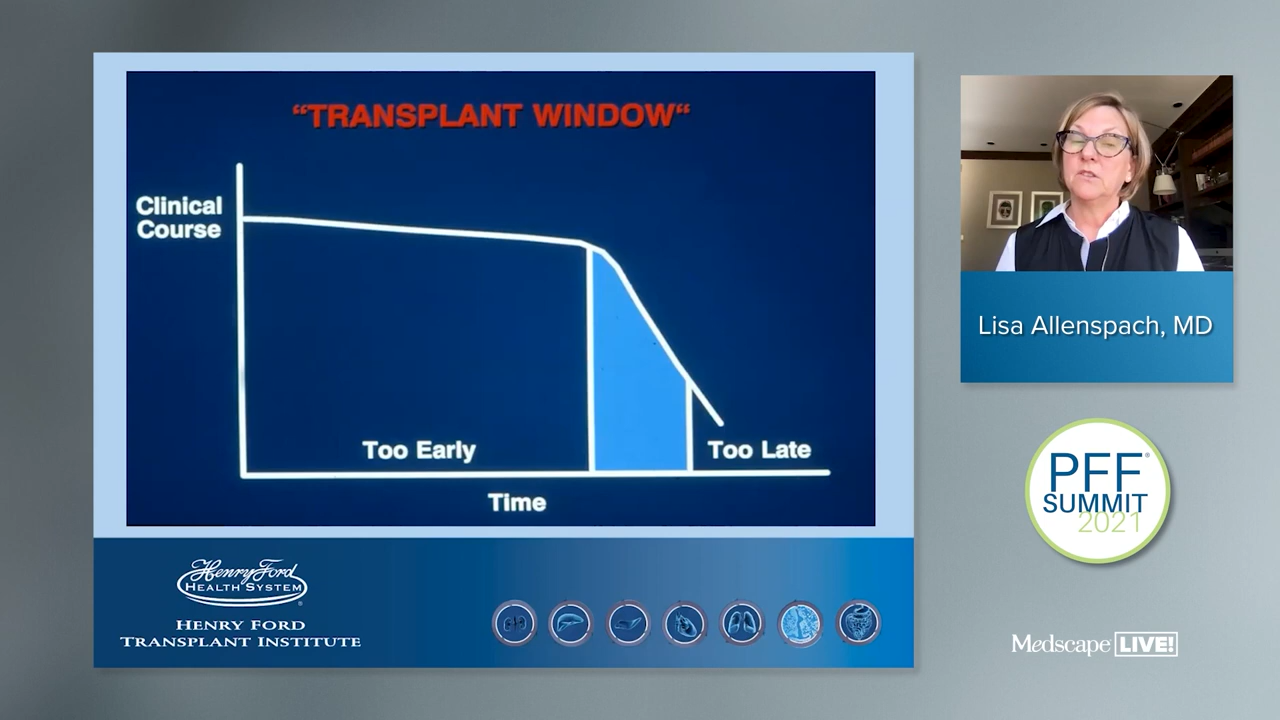 “TRANSPLANT WINDOW“
Clinical
Course
Too Early
Too Late
Time
Henry Ford
HEALTH SYSTEM
HENRY FORD
TRANSPLANT INSTITUTE
Lisa Allenspach, MD
PFF®
SUMMIT
2021
Medscape LIVE!